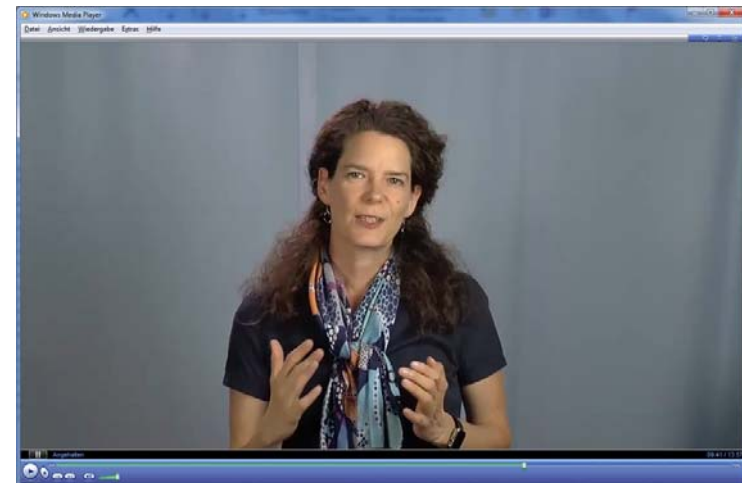 Windows Media Player
Datei Ansicht Wiedergabe Extras Hilfe
Angehalten